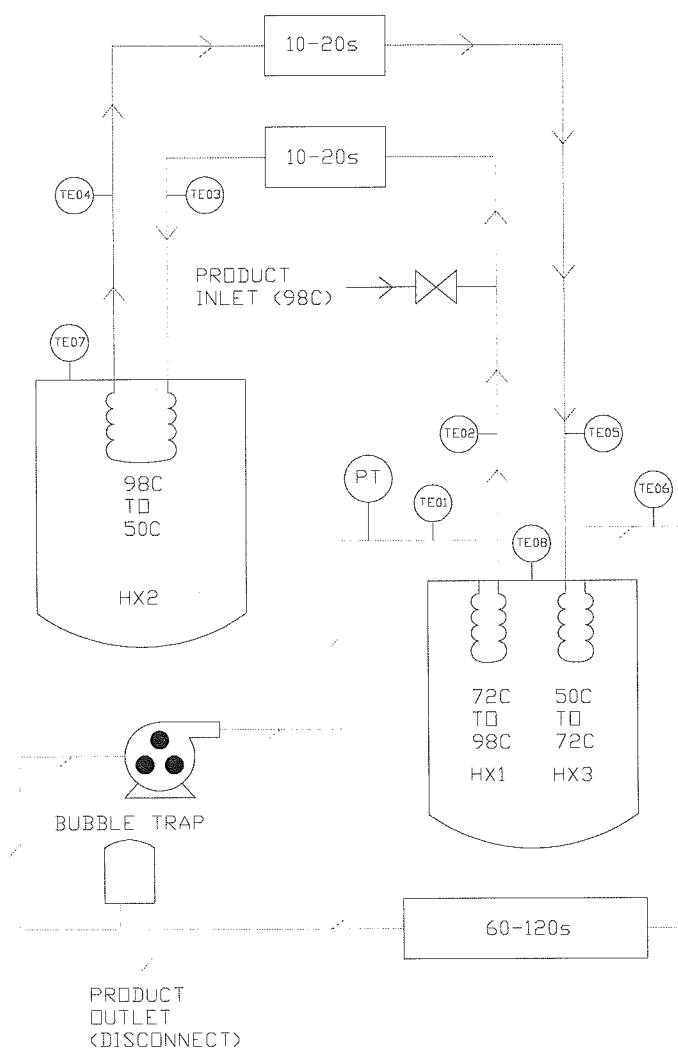 10-20s
10-20s
TE04
TE03
PRODUCT
INLET (98C)
TE07
TE02
TE05
98C
TO
50C
HX2
PT
TE01
TE06
TE08
72C
TO
98C
HX1
50C
TO
72C
HX3
BUBBLE TRAP
60-120s
PRODUCT
OUTLET
(DISCONNECT)